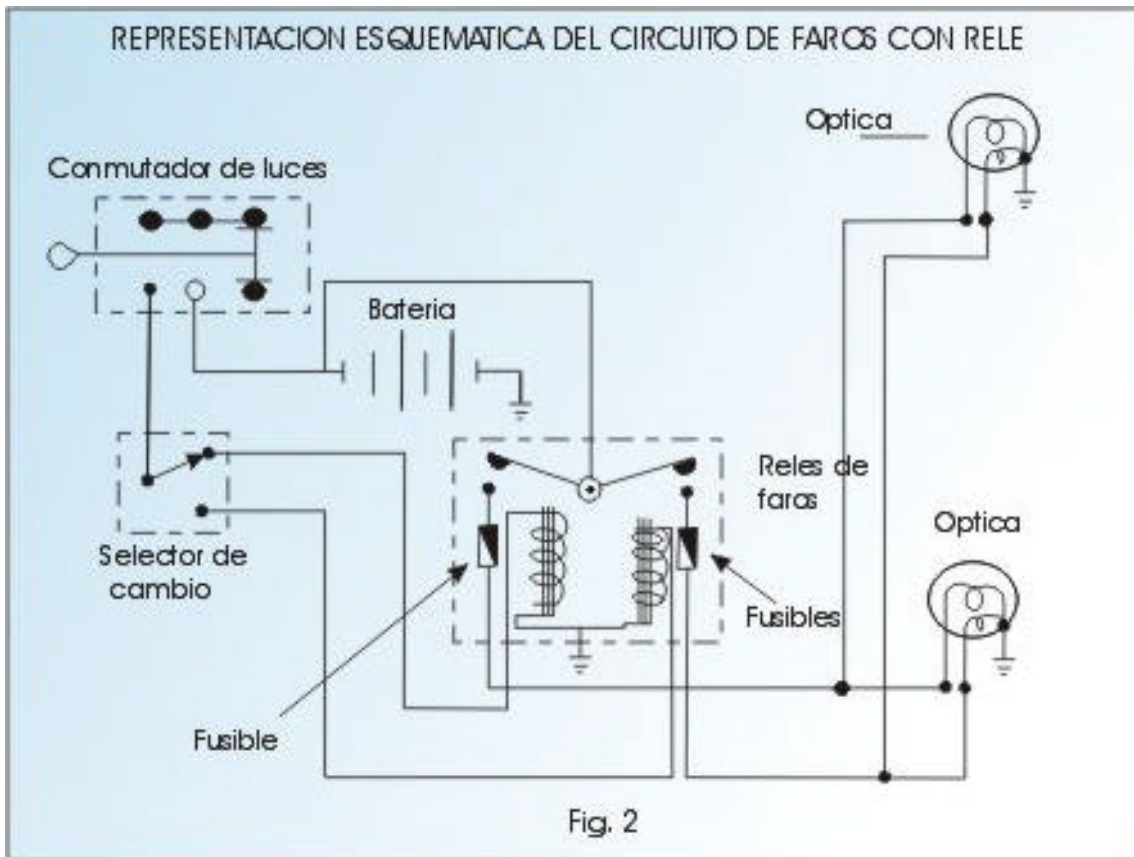 REPRESENTACION ESQUEMATICA DEL CIRCUITO DE FAROS CON RELE
Optica
Conmutador de luces
Bateria
Reles de
faros
Optica
Selector de
cambio
Fusibles
Fusible
Fig. 2